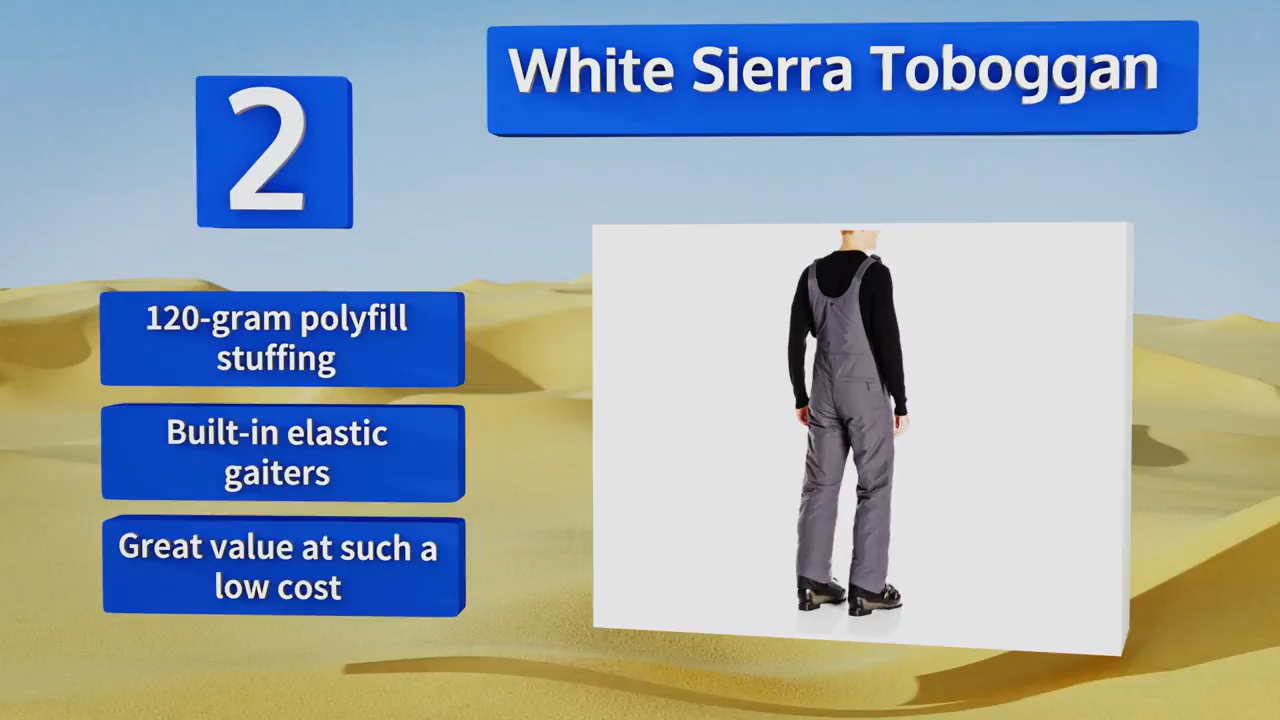 2
White Sierra Toboggan
120-gram polyfill
stuffing
Built-in elastic
gaiters
Great value at such a
low cost